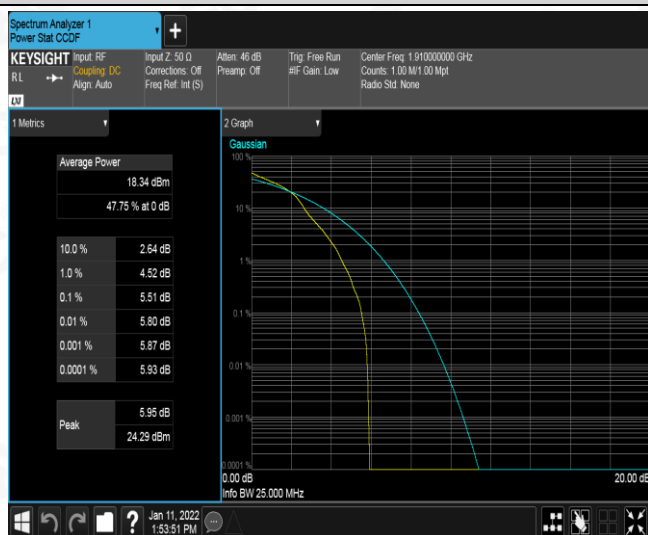 Spectrum Analyzer 1
Power Stat CCDF
KEYSIGHT
RL
LXI
Input: RF
Coupling: DC
Align: Auto
Input Z: 50 Ω
Corrections: Off
Freq Ref: Int (S)
Atten: 46 dB
Preamp: Off
Trig: Free Run
#IF Gain: Low
Center Freq: 1.910000000 GHz
Counts: 1.00 M/1.00 Mpt
Radio Std: None
1 Metrics
Average Power
18.34 dBm
47.75 % at 0 dB
10.0 % 2.64 dB
1.0 % 4.52 dB
0.1 % 5.51 dB
0.01 % 5.80 dB
0.001 % 5.87 dB
0.0001 % 5.93 dB
Peak
5.95 dB
24.29 dBm
2 Graph
Gaussian
100 %
10 %
1 %
0.1 %
0.01 %
0.001 %
0.0001 %
0.00 dB
20.00 dB
Info BW 25.000 MHz
?
Jan 11, 2022
1:53:51 PM